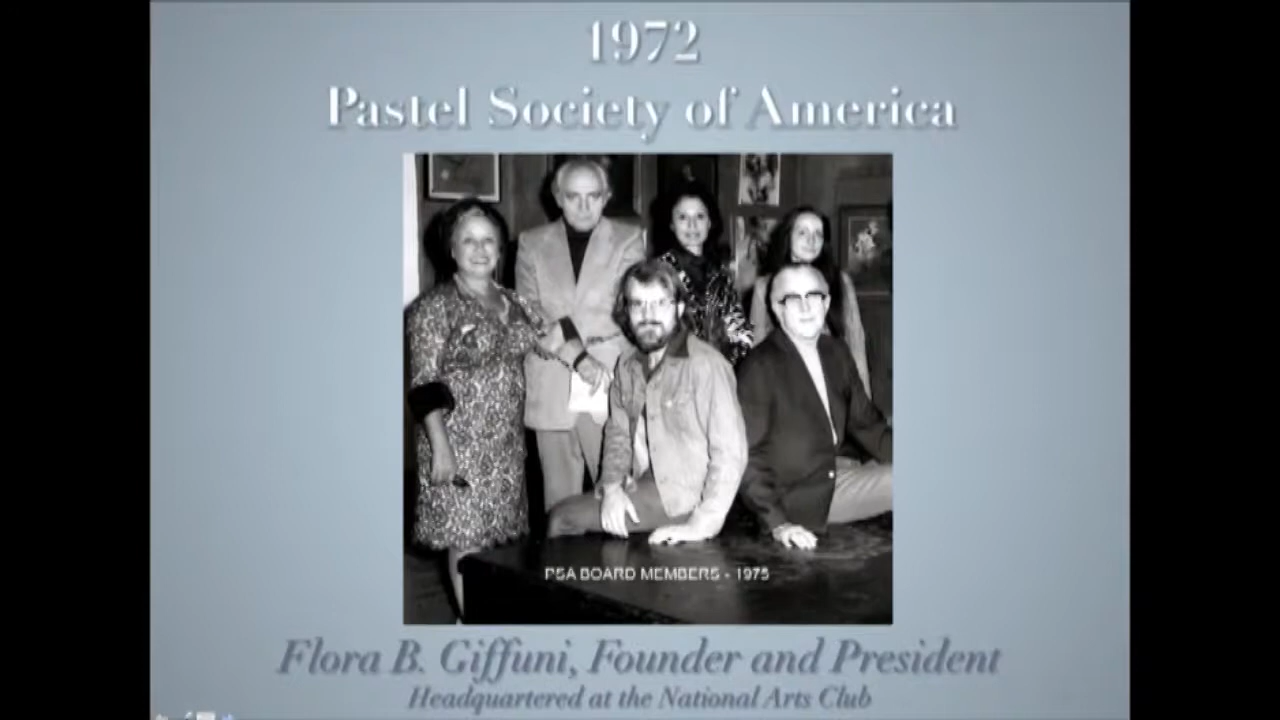 1972
Pastel Society of America
PSA BOARD MEMBERS - 1975
Flora B. Giffuni, Founder and President
Headquartered at the National Arts Club